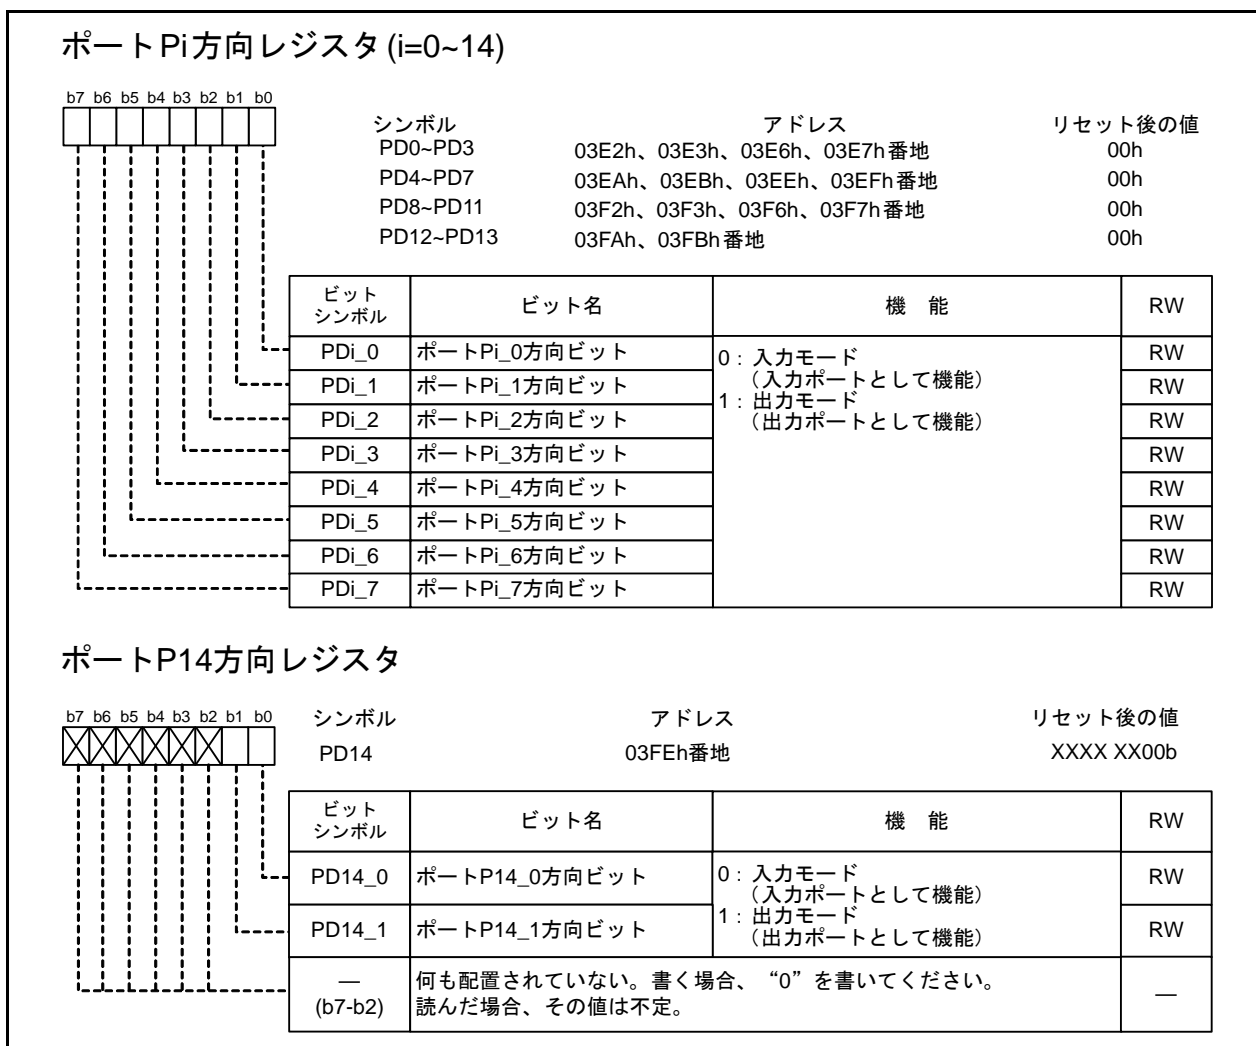 ポートPi方向レジスタ(i=0~14)
b7 b6 b5 b4 b3 b2 b1 b0
シンボル アドレス リセット後の値
PD0~PD3 03E2h、03E3h、03E6h、03E7h番地 00h
PD4~PD7 03EAh、03EBh、03EEh、03EFh番地 00h
PD8~PD11 03F2h、03F3h、03F6h、03F7h番地 00h
PD12~PD13 03FAh、03FBh番地 00h
ビット
シンボル ビット名 機 能 RW
PDi_0 ポートPi_0方向ビット 0：入力モード RW
（入力ポートとして機能）
PDi_1 ポートPi_1方向ビット 1：出力モード RW
（出力ポートとして機能）
PDi_2 ポートPi_2方向ビット RW
PDi_3 ポートPi_3方向ビット RW
PDi_4 ポートPi_4方向ビット RW
PDi_5 ポートPi_5方向ビット RW
PDi_6 ポートPi_6方向ビット RW
PDi_7 ポートPi_7方向ビット RW
ポートP14方向レジスタ
b7 b6 b5 b4 b3 b2 b1 b0
シンボル アドレス リセット後の値
PD14 03FEh番地 XXXX XX00b
ビット
シンボル ビット名 機 能 RW
PD14_0 ポートP14_0方向ビット 0：入力モード RW
（入力ポートとして機能）
PD14_1 ポートP14_1方向ビット 1：出力モード RW
（出力ポートとして機能）
— 何も配置されていない。書く場合、“0”を書いてください。 —
(b7-b2) 読んだ場合、その値は不定。